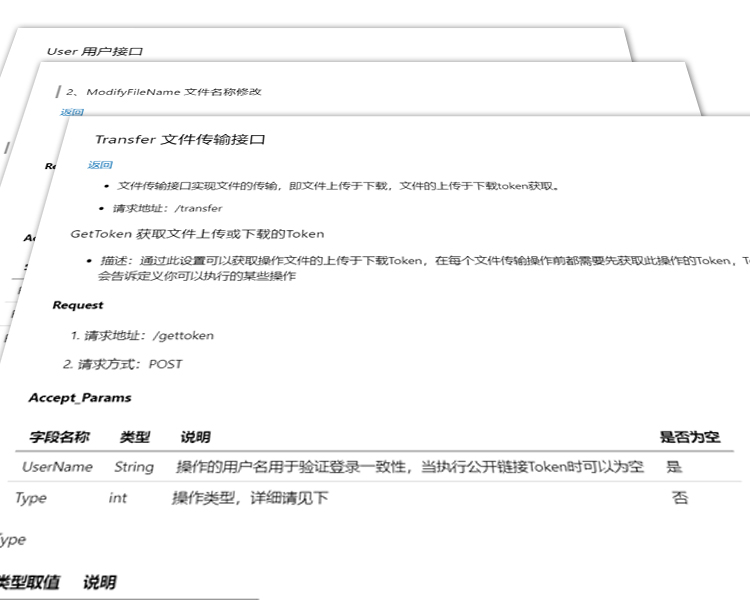 User 用户接口
2、 ModifyFileName 文件名称修改
返回
Transfer 文件传输接口
返回
文件传输接口实现文件的传输，即文件上传于下载，文件的上传于下载token获取。
请求地址：/transfer
GetToken 获取文件上传或下载的Token
描述：通过此设置可以获取操作文件的上传于下载Token，在每个文件传输操作前都需要先获取此操作的Token，
会告诉定义你可以执行的某些操作
Request
1. 请求地址：/gettoken
2. 请求方式：POST
Accept_Params
字段名称 类型 说明 是否为空
UserName String 操作的用户名用于验证登录一致性，当执行公开链接Token时可以为空 是
Type int 操作类型，详细请见下 否
ype
类型取值 说明